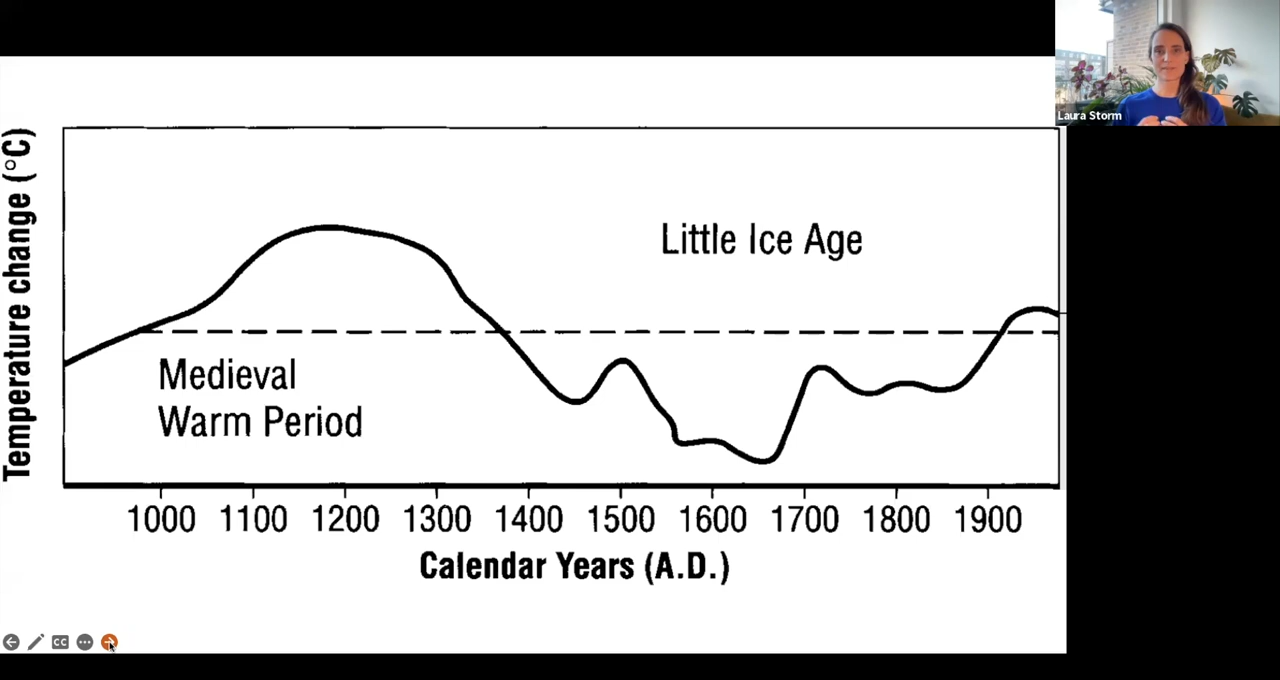 Laura Storm
Temperature change (°C)
Little Ice Age
Medieval
Warm Period
1000 1100 1200 1300 1400 1500 1600 1700 1800 1900
Calendar Years (A.D.)
CC